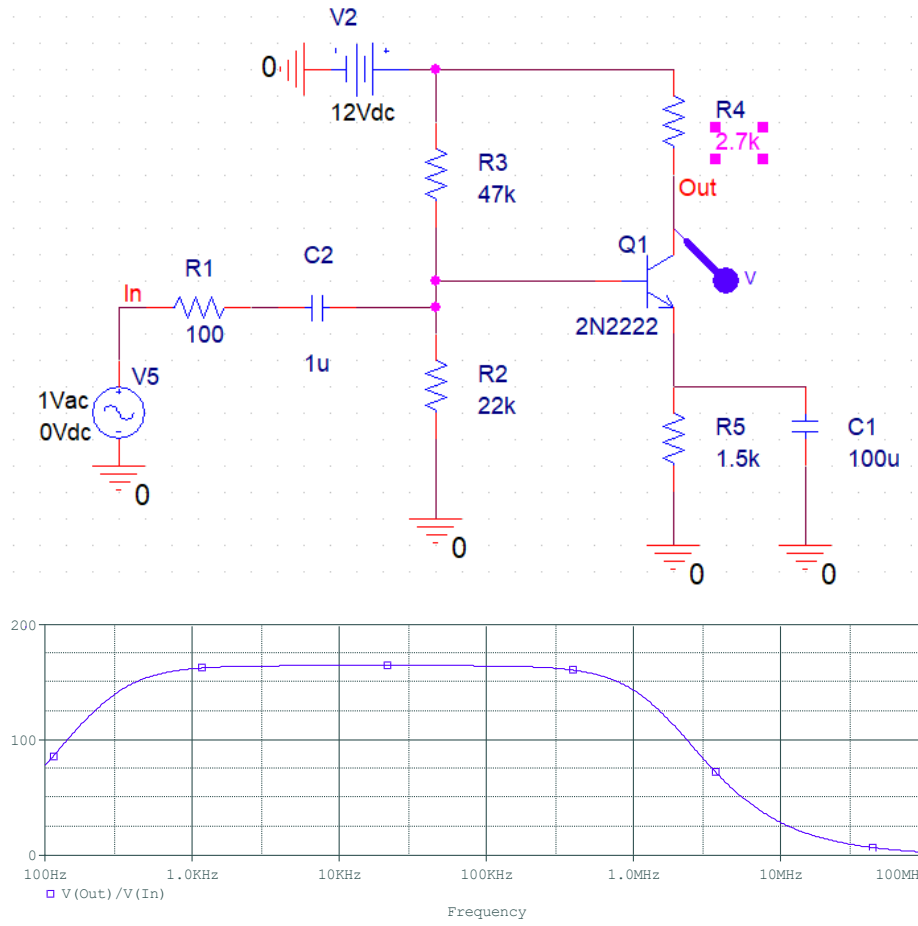 V2
0
12Vdc
R4
2.7k
R3
47k
Out
Q1
V
C2
R1
In
100
2N2222
1u
V5
1Vac
0Vdc
R2
22k
R5
1.5k
C1
100u
0
0
0
0
200
100
0
100Hz 1.0KHz 10KHz 100KHz 1.0MHz 10MHz 100MH
V(Out)/V(In)
Frequency